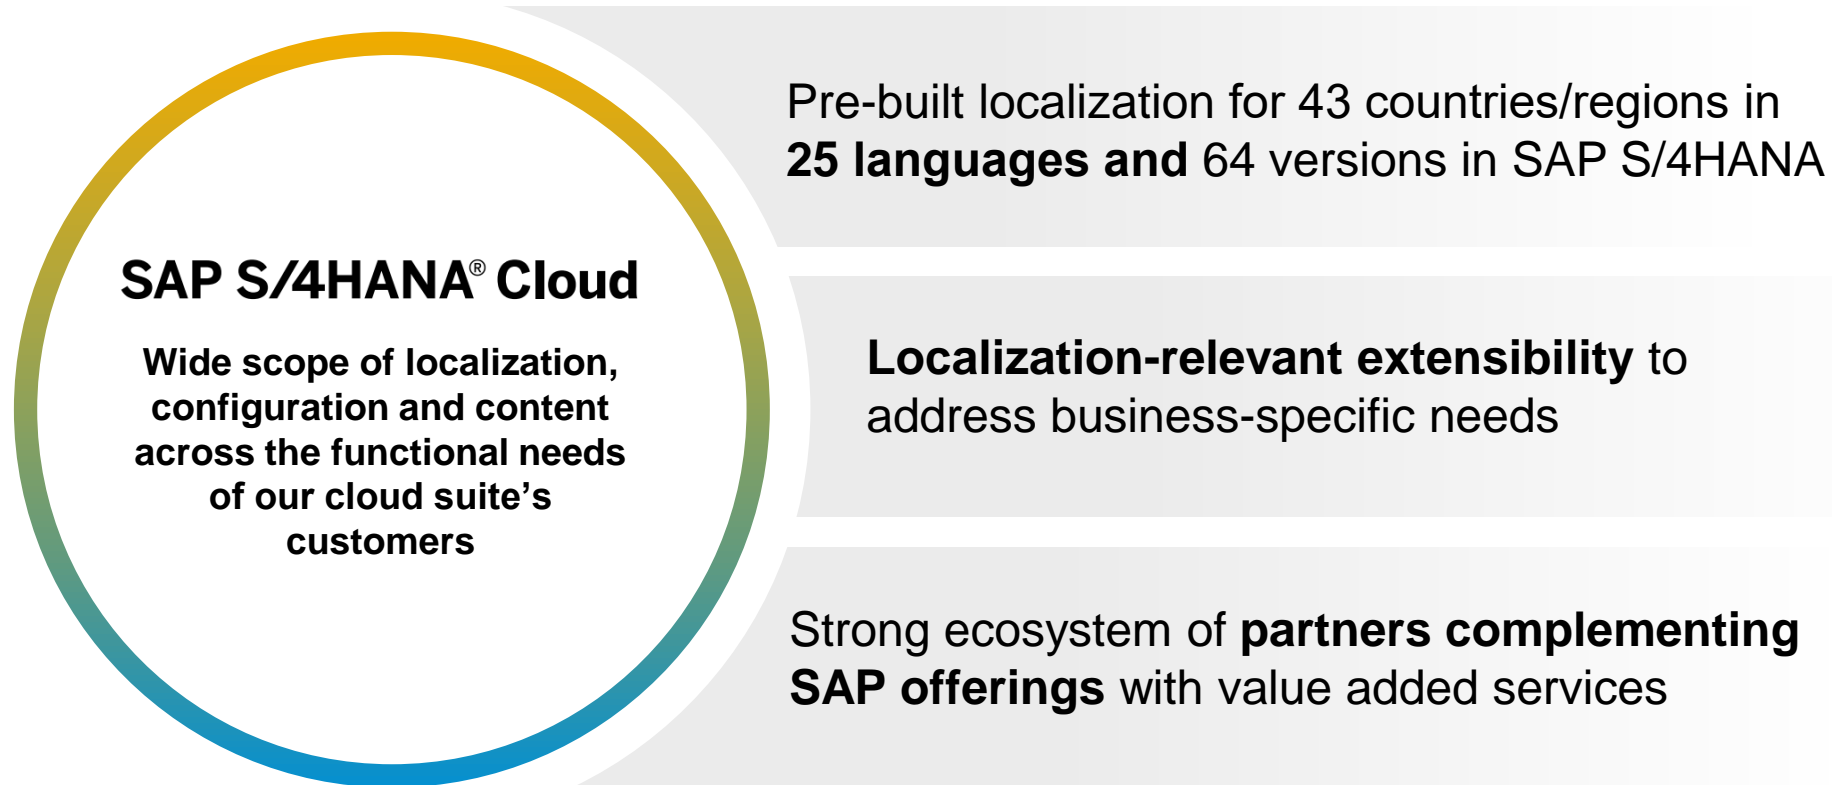 SAP S/4HANA® Cloud
Wide scope of localization,
configuration and content
across the functional needs
of our cloud suite’s
customers
Pre-built localization for 43 countries/regions in
25 languages and 64 versions in SAP S/4HANA
Localization-relevant extensibility to
address business-specific needs
Strong ecosystem of partners complementing
SAP offerings with value added services